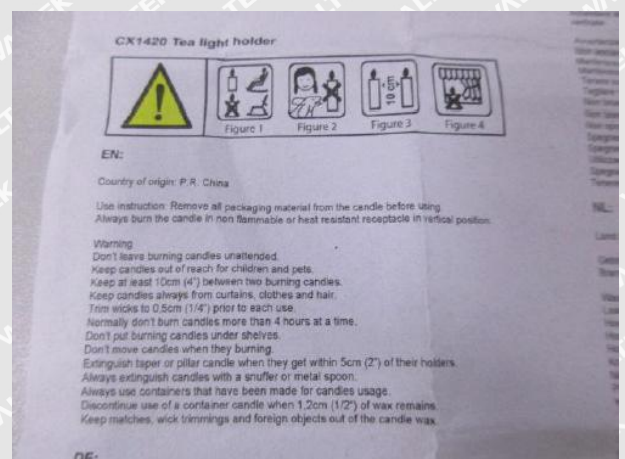 CX1420 Tea light holder
10 cm
Figure 1 Figure 2 Figure 3 Figure 4
EN:
Country of origin: P.R. China
Use instruction: Remove all packaging material from the candle before using.
Always burn the candle in non flammable or heat resistant receptacle in vertical position.
Warning
Don't leave burning candles unattended.
Keep candles out of reach for children and pets.
Keep at least 10cm (4") between two burning candles.
Keep candles always from curtains, clothes and hair.
Trim wicks to 0,5cm (1/4") prior to each use.
Normally don't burn candles more than 4 hours at a time.
Don't put burning candles under shelves.
Don't move candles when they burning.
Extinguish taper or pillar candle when they get within 5cm (2") of their holders.
Always extinguish candles with a snufler or metal spoon.
Always use containers that have been made for candles usage.
Discontinue use of a container candle when 1,2cm (1/2") of wax remains.
Keep matches, wick trimmings and foreign objects out of the candle wax.
DE:
NL: